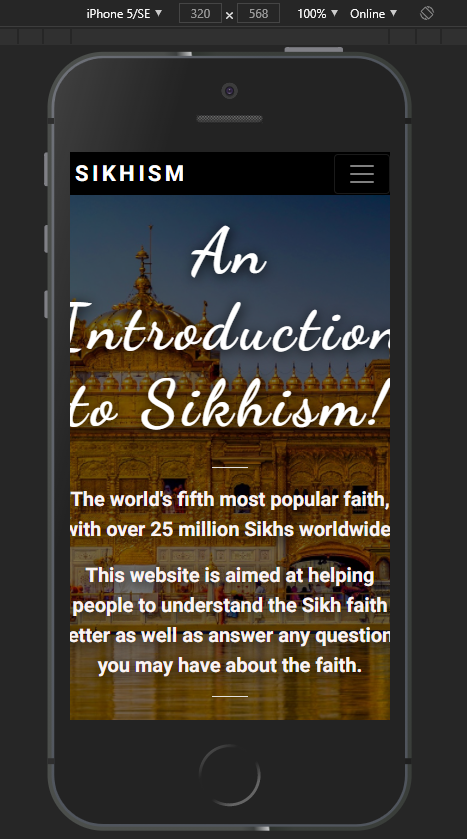 iPhone 5/SE ▼ 320 × 568 100% ▼ Online ▼
SIKHISM
An
Introduction
to Sikhism!
The world's fifth most popular faith,
with over 25 million Sikhs worldwide
This website is aimed at helping
people to understand the Sikh faith
etter as well as answer any question
you may have about the faith.